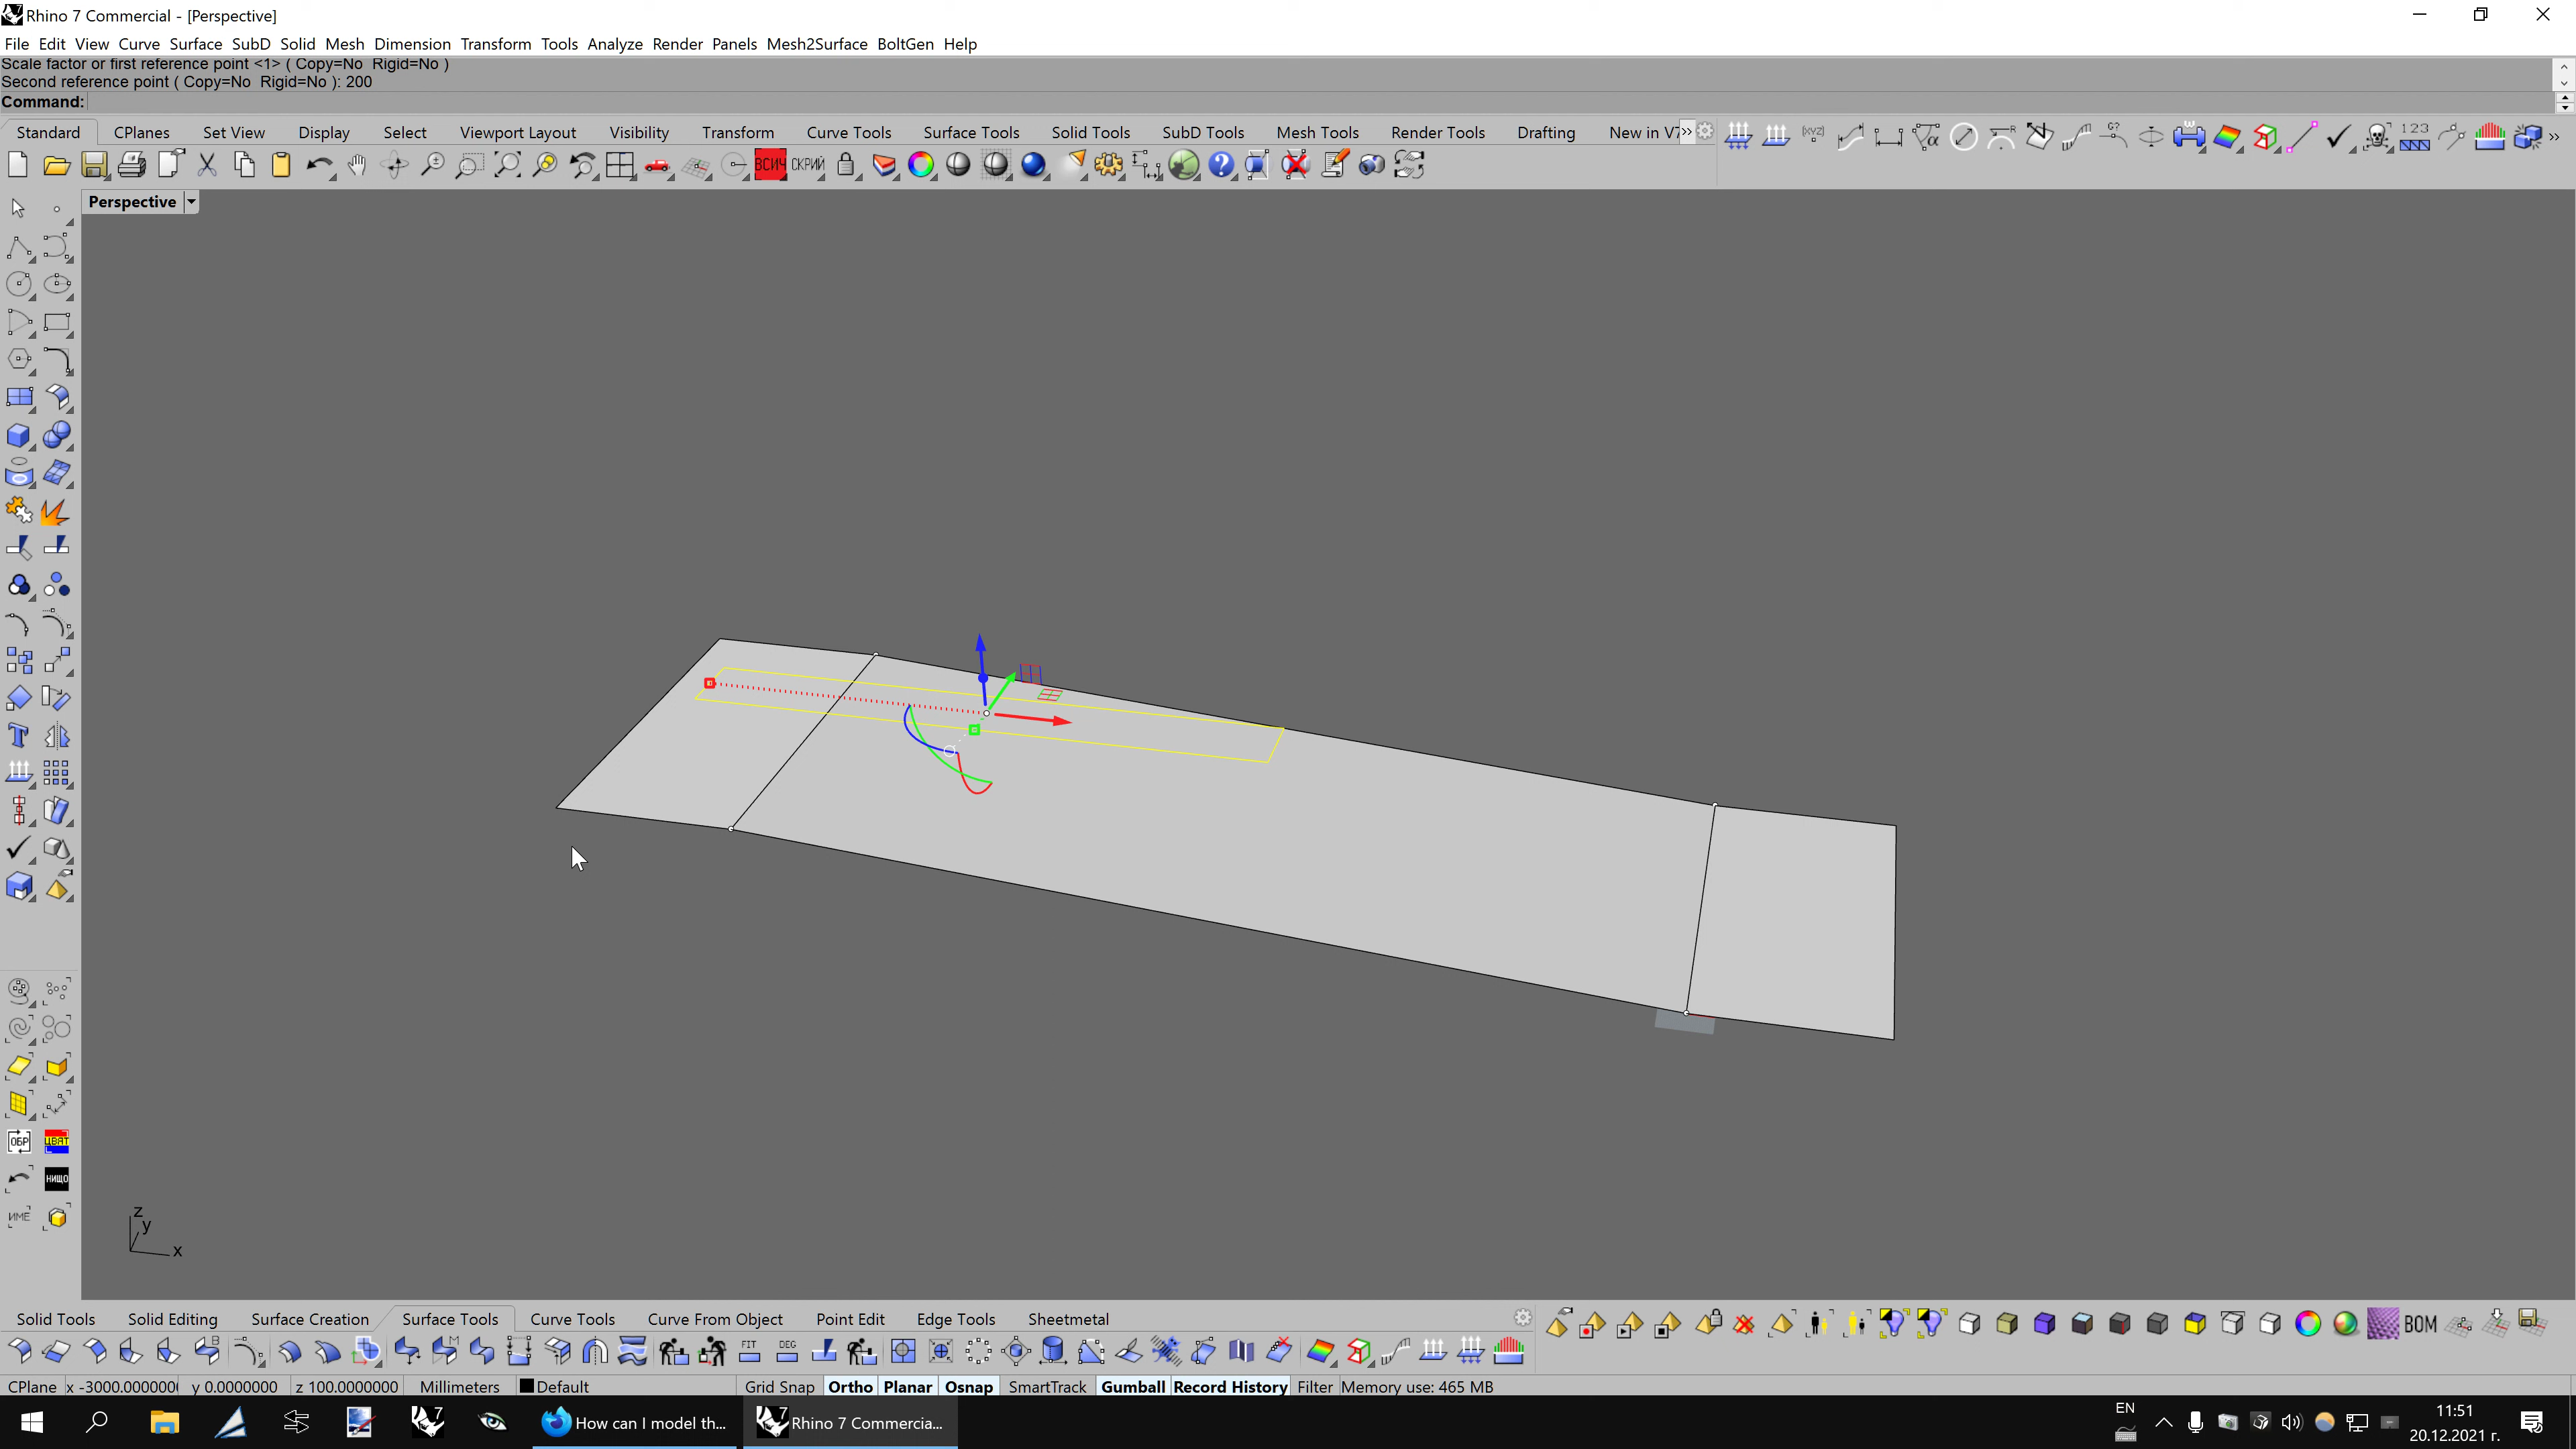 Rhino 7 Commercial - [Perspective]
File Edit View Curve Surface SubD Solid Mesh Dimension Transform Tools Analyze Render Panels Mesh2Surface BoltGen Help
Scale factor or first reference point <1> ( Copy=No Rigid=No )
Second reference point ( Copy=No Rigid=No ): 200
Command:
Standard CPlanes Set View Display Select Viewport Layout Visibility Transform Curve Tools Surface Tools Solid Tools SubD Tools Mesh Tools Render Tools Drafting New in V7
ВСИЧ СКРИЙ
Perspective
ОБР ЦВЯТ
НИЩО
ИМЕ
z
y
x
Solid Tools Solid Editing Surface Creation Surface Tools Curve Tools Curve From Object Point Edit Edge Tools Sheetmetal
BOM
FIT DEG
CPlane x -3000.000000 y 0.0000000 z 100.0000000 Millimeters Default Grid Snap Ortho Planar Osnap SmartTrack Gumball Record History Filter Memory use: 465 MB
How can I model th... Rhino 7 Commercia...
EN
11:51
20.12.2021 г.